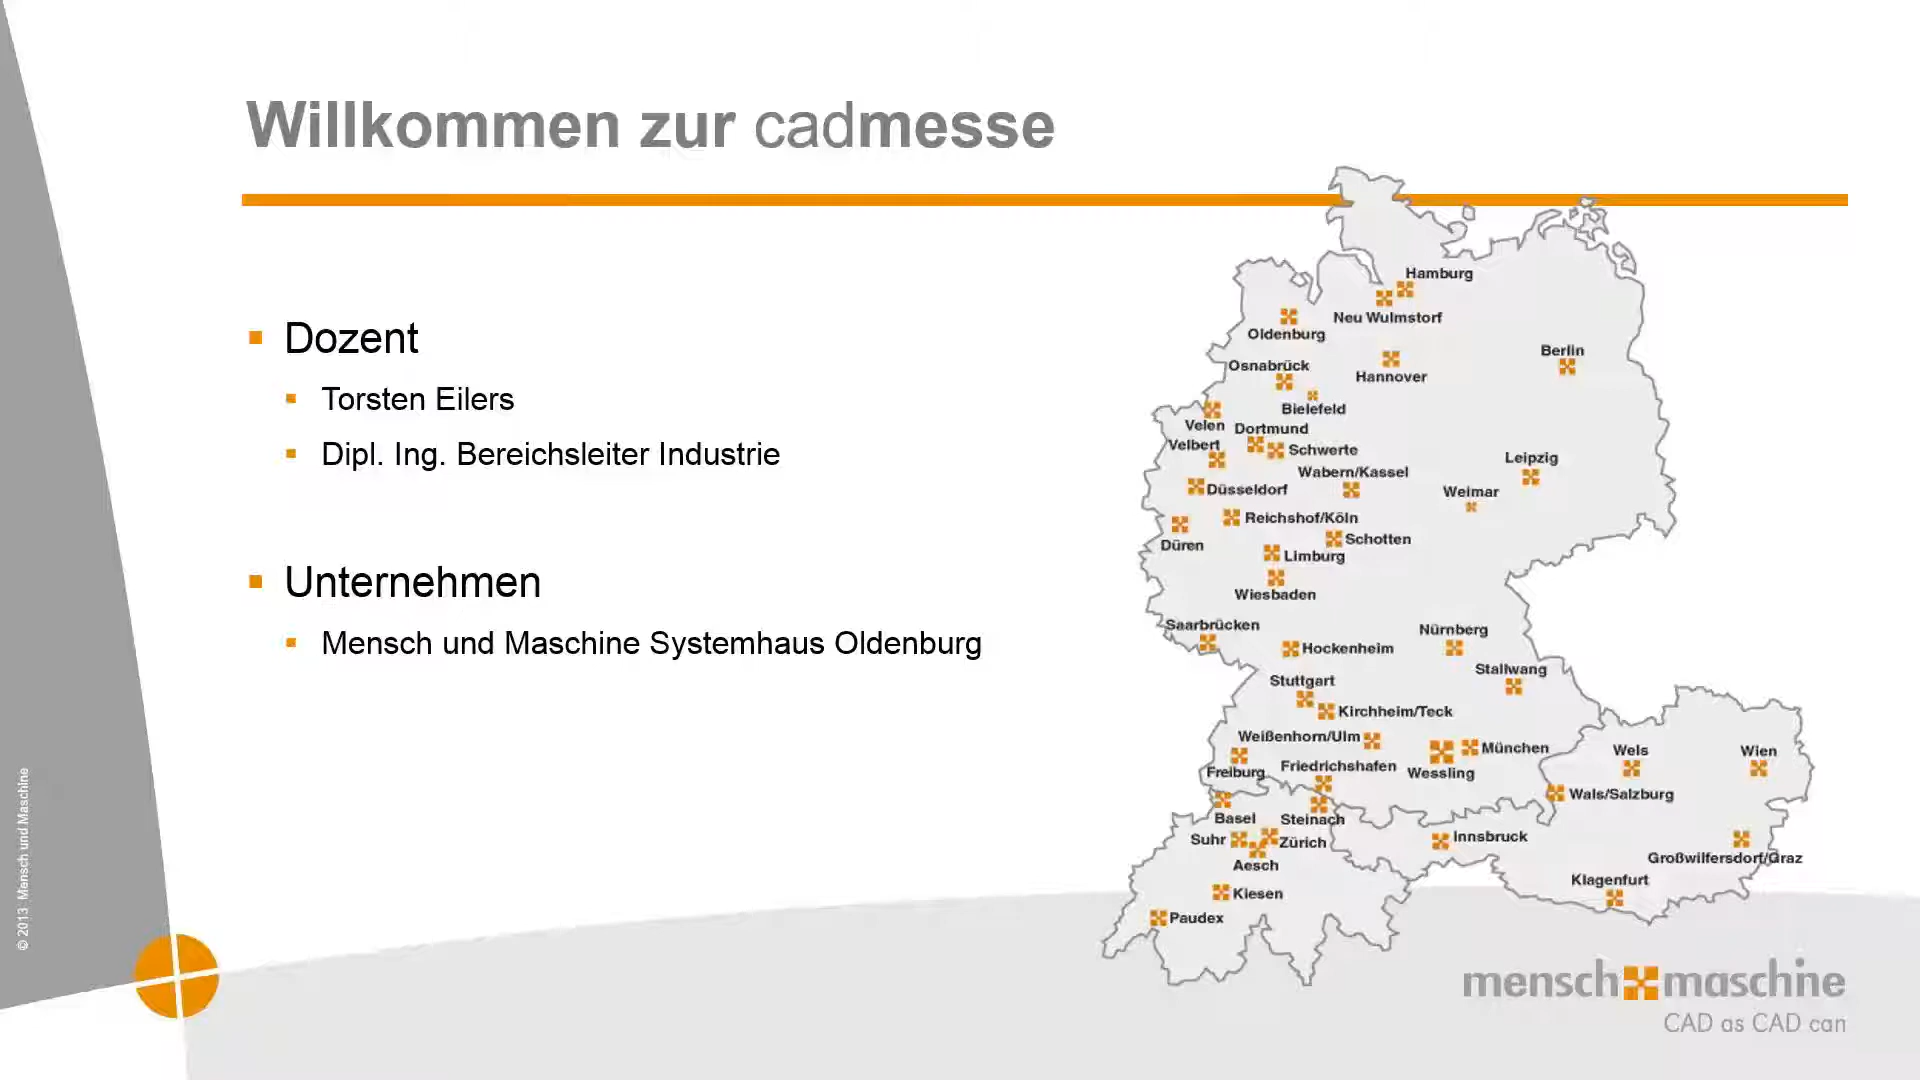 Willkommen zur cadmesse
Dozent
Torsten Eilers
Dipl. Ing. Bereichsleiter Industrie
Unternehmen
Mensch und Maschine Systemhaus Oldenburg
Hamburg
Neu Wulmstorf
Oldenburg
Berlin
Osnabrück
Hannover
Bielefeld
Velen
Dortmund
Velbert
Schwerte
Leipzig
Wabern/Kassel
Düsseldorf
Weimar
Reichshof/Köln
Düren
Schotten
Limburg
Wiesbaden
Saarbrücken
Nürnberg
Hockenheim
Stallwang
Stuttgart
Kirchheim/Teck
Weißenhorn/Ulm
München
Wels
Wien
Freiburg
Friedrichshafen
Wessling
Wals/Salzburg
Basel
Steinach
Suhr
Zürich
Innsbruck
Aesch
Großwilfersdorf/Graz
Klagenfurt
Kiesen
Paudex
mensch maschine
CAD as CAD can
© 2013 Mensch und Maschine